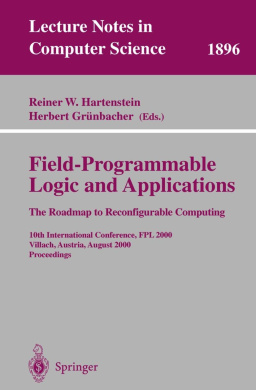 Lecture Notes in
Computer Science 1896
Reiner W. Hartenstein
Herbert Grünbacher (Eds.)
Field-Programmable
Logic and Applications
The Roadmap to Reconfigurable Computing
10th International Conference, FPL 2000
Villach, Austria, August 2000
Proceedings
Springer